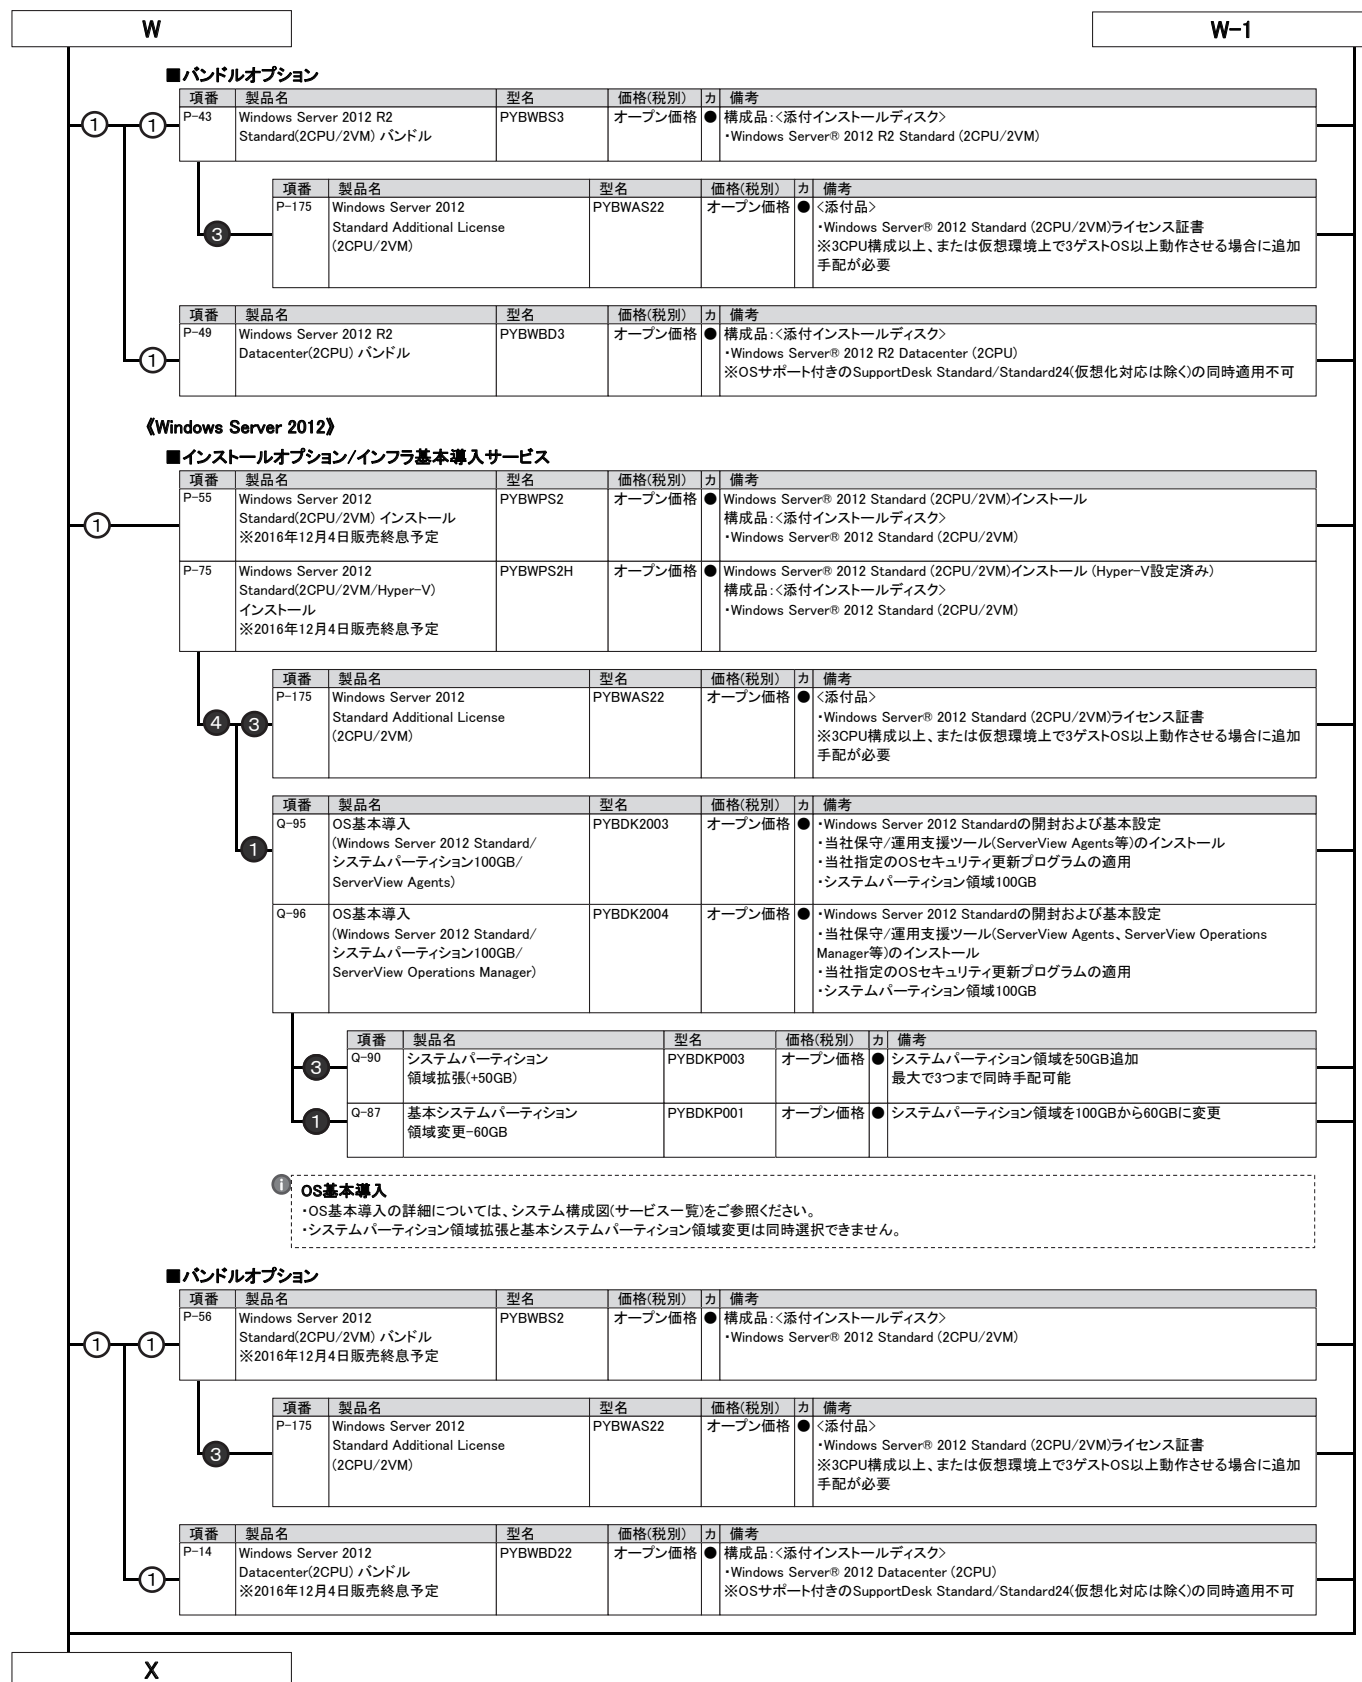 W
W-1
■バンドルオプション
項番 製品名 型名 価格(税別) カ 備考
① ① P-43 Windows Server 2012 R2 PYBWBS3 オープン価格 ● 構成品:<添付インストールディスク>
Standard(2CPU/2VM) バンドル ・Windows Server® 2012 R2 Standard (2CPU/2VM)
項番 製品名 型名 価格(税別) カ 備考
P-175 Windows Server 2012 PYBWAS22 オープン価格 ● <添付品>
3 Standard Additional License ・Windows Server® 2012 Standard (2CPU/2VM)ライセンス証書
(2CPU/2VM) ※3CPU構成以上、または仮想環境上で3ゲストOS以上動作させる場合に追加
手配が必要
項番 製品名 型名 価格(税別) カ 備考
P-49 Windows Server 2012 R2 PYBWBD3 オープン価格 ● 構成品:<添付インストールディスク>
① Datacenter(2CPU) バンドル ・Windows Server® 2012 R2 Datacenter (2CPU)
※OSサポート付きのSupportDesk Standard/Standard24(仮想化対応は除く)の同時適用不可
《Windows Server 2012》
■インストールオプション/インフラ基本導入サービス
項番 製品名 型名 価格(税別) カ 備考
P-55 Windows Server 2012 PYBWPS2 オープン価格 ● Windows Server® 2012 Standard (2CPU/2VM)インストール
① Standard(2CPU/2VM) インストール 構成品:<添付インストールディスク>
※2016年12月4日販売終息予定 ・Windows Server® 2012 Standard (2CPU/2VM)
P-75 Windows Server 2012 PYBWPS2H オープン価格 ● Windows Server® 2012 Standard (2CPU/2VM)インストール (Hyper-V設定済み)
Standard(2CPU/2VM/Hyper-V) 構成品:<添付インストールディスク>
インストール ・Windows Server® 2012 Standard (2CPU/2VM)
※2016年12月4日販売終息予定
項番 製品名 型名 価格(税別) カ 備考
P-175 Windows Server 2012 PYBWAS22 オープン価格 ● <添付品>
4 3 Standard Additional License ・Windows Server® 2012 Standard (2CPU/2VM)ライセンス証書
(2CPU/2VM) ※3CPU構成以上、または仮想環境上で3ゲストOS以上動作させる場合に追加
手配が必要
項番 製品名 型名 価格(税別) カ 備考
Q-95 OS基本導入 PYBDK2003 オープン価格 ● ・Windows Server 2012 Standardの開封および基本設定
1 (Windows Server 2012 Standard/ ・当社保守/運用支援ツール(ServerView Agents等)のインストール
システムパーティション100GB/ ・当社指定のOSセキュリティ更新プログラムの適用
ServerView Agents) ・システムパーティション領域100GB
Q-96 OS基本導入 PYBDK2004 オープン価格 ● ・Windows Server 2012 Standardの開封および基本設定
(Windows Server 2012 Standard/ ・当社保守/運用支援ツール(ServerView Agents、ServerView Operations
システムパーティション100GB/ Manager等)のインストール
ServerView Operations Manager) ・当社指定のOSセキュリティ更新プログラムの適用
・システムパーティション領域100GB
項番 製品名 型名 価格(税別) カ 備考
3 Q-90 システムパーティション PYBDKP003 オープン価格 ● システムパーティション領域を50GB追加
領域拡張(+50GB) 最大で3つまで同時手配可能
1 Q-87 基本システムパーティション PYBDKP001 オープン価格 ● システムパーティション領域を100GBから60GBに変更
領域変更-60GB
i OS基本導入
・OS基本導入の詳細については、システム構成図(サービス一覧)をご参照ください。
・システムパーティション領域拡張と基本システムパーティション領域変更は同時選択できません。
■バンドルオプション
項番 製品名 型名 価格(税別) カ 備考
P-56 Windows Server 2012 PYBWBS2 オープン価格 ● 構成品:<添付インストールディスク>
① ① Standard(2CPU/2VM) バンドル ・Windows Server® 2012 Standard (2CPU/2VM)
※2016年12月4日販売終息予定
項番 製品名 型名 価格(税別) カ 備考
P-175 Windows Server 2012 PYBWAS22 オープン価格 ● <添付品>
3 Standard Additional License ・Windows Server® 2012 Standard (2CPU/2VM)ライセンス証書
(2CPU/2VM) ※3CPU構成以上、または仮想環境上で3ゲストOS以上動作させる場合に追加
手配が必要
項番 製品名 型名 価格(税別) カ 備考
P-14 Windows Server 2012 PYBWBD22 オープン価格 ● 構成品:<添付インストールディスク>
① Datacenter(2CPU) バンドル ・Windows Server® 2012 Datacenter (2CPU)
※2016年12月4日販売終息予定 ※OSサポート付きのSupportDesk Standard/Standard24(仮想化対応は除く)の同時適用不可
X